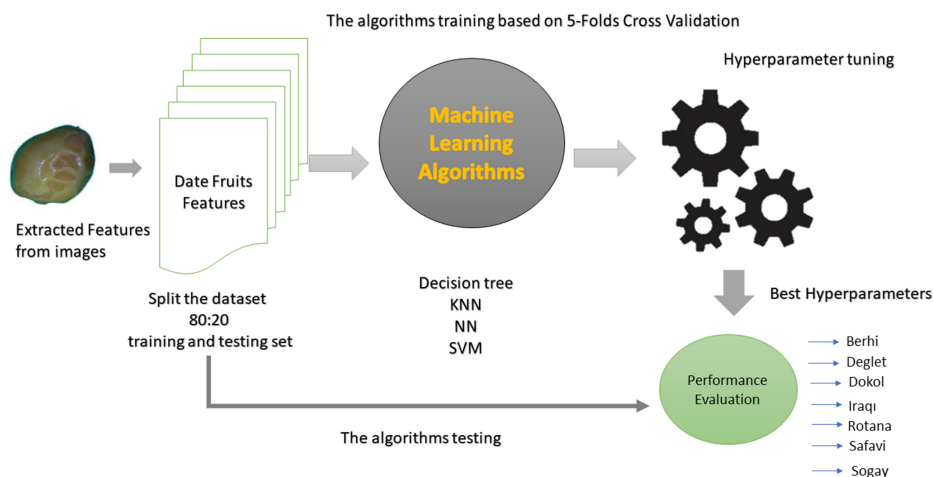 The algorithms training based on 5-Folds Cross Validation
Hyperparameter tuning
Machine
Learning
Algorithms
Date Fruits
Features
Extracted Features
from images
Split the dataset
80:20
training and testing set
Decision tree
KNN
NN
SVM
Best Hyperparameters
Performance
Evaluation
Berhi
Deglet
Dokol
Iraqı
Rotana
Safavi
Sogay
The algorithms testing